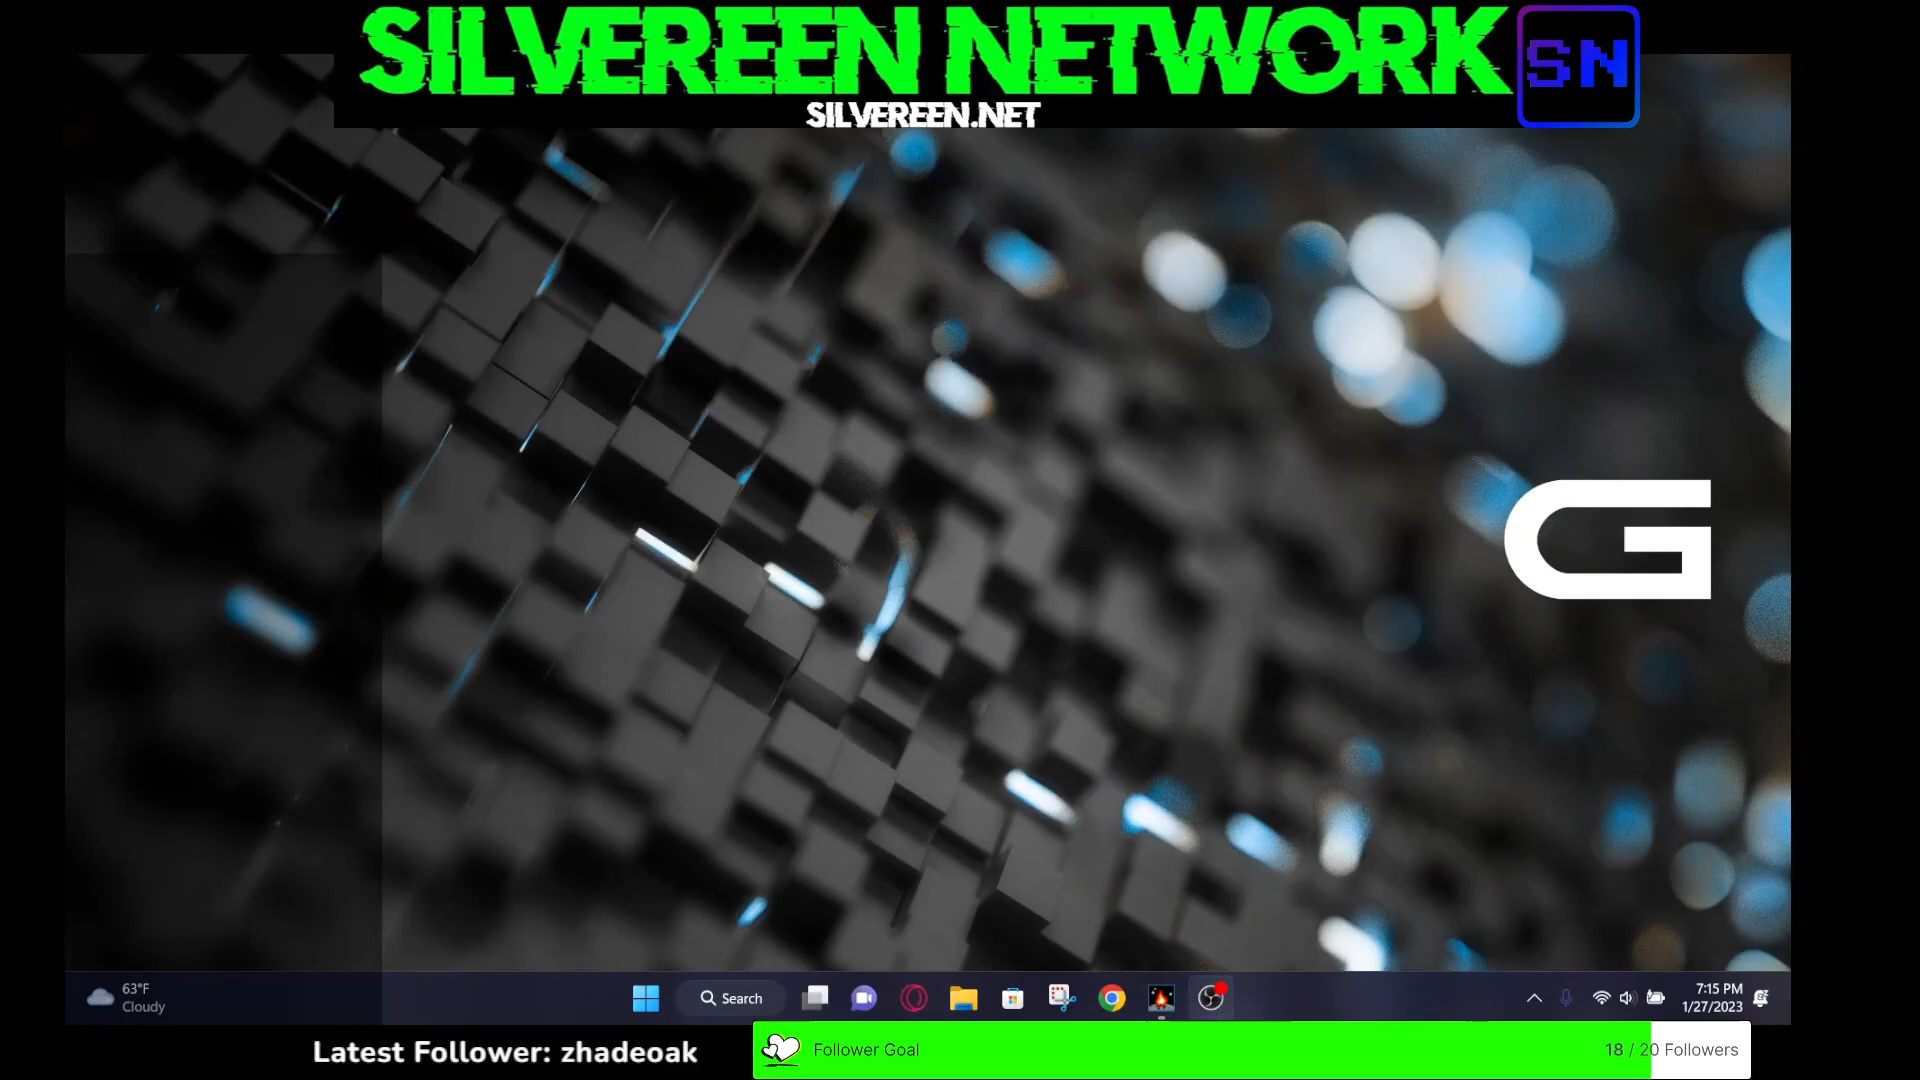 SILVEREEN NETWORK
SN
SILVEREEN.NET
G
63°F
Cloudy
Search
7:15 PM
1/27/2023
Latest Follower: zhadeoak
Follower Goal
18 / 20 Followers